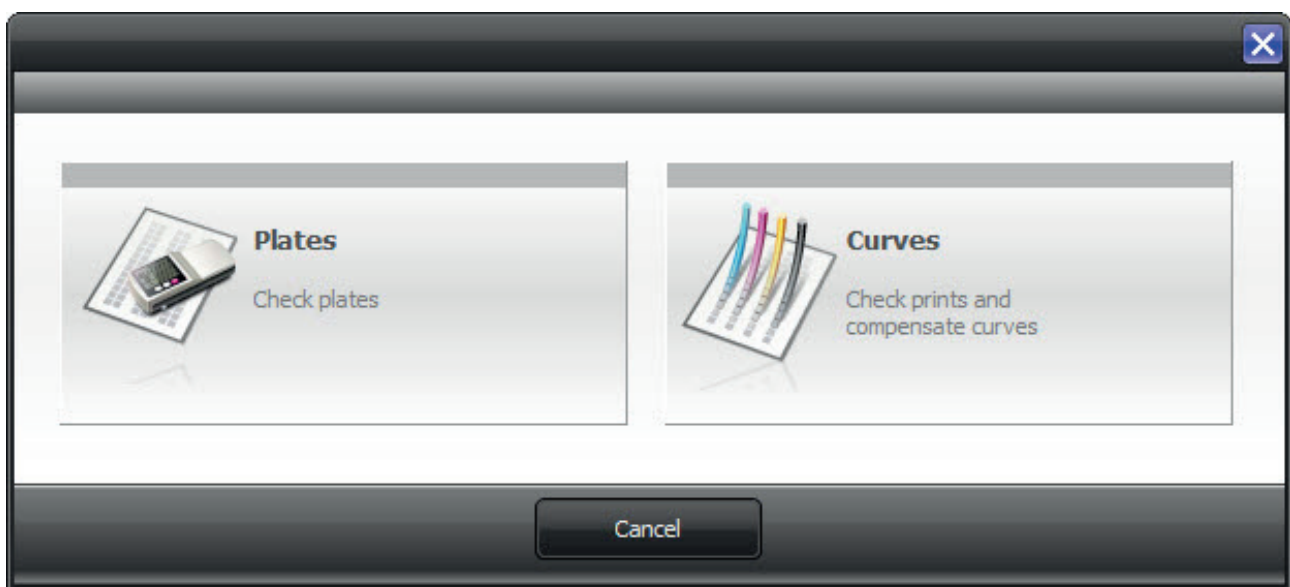 Plates
Check plates
Curves
Check prints and
compensate curves
Cancel